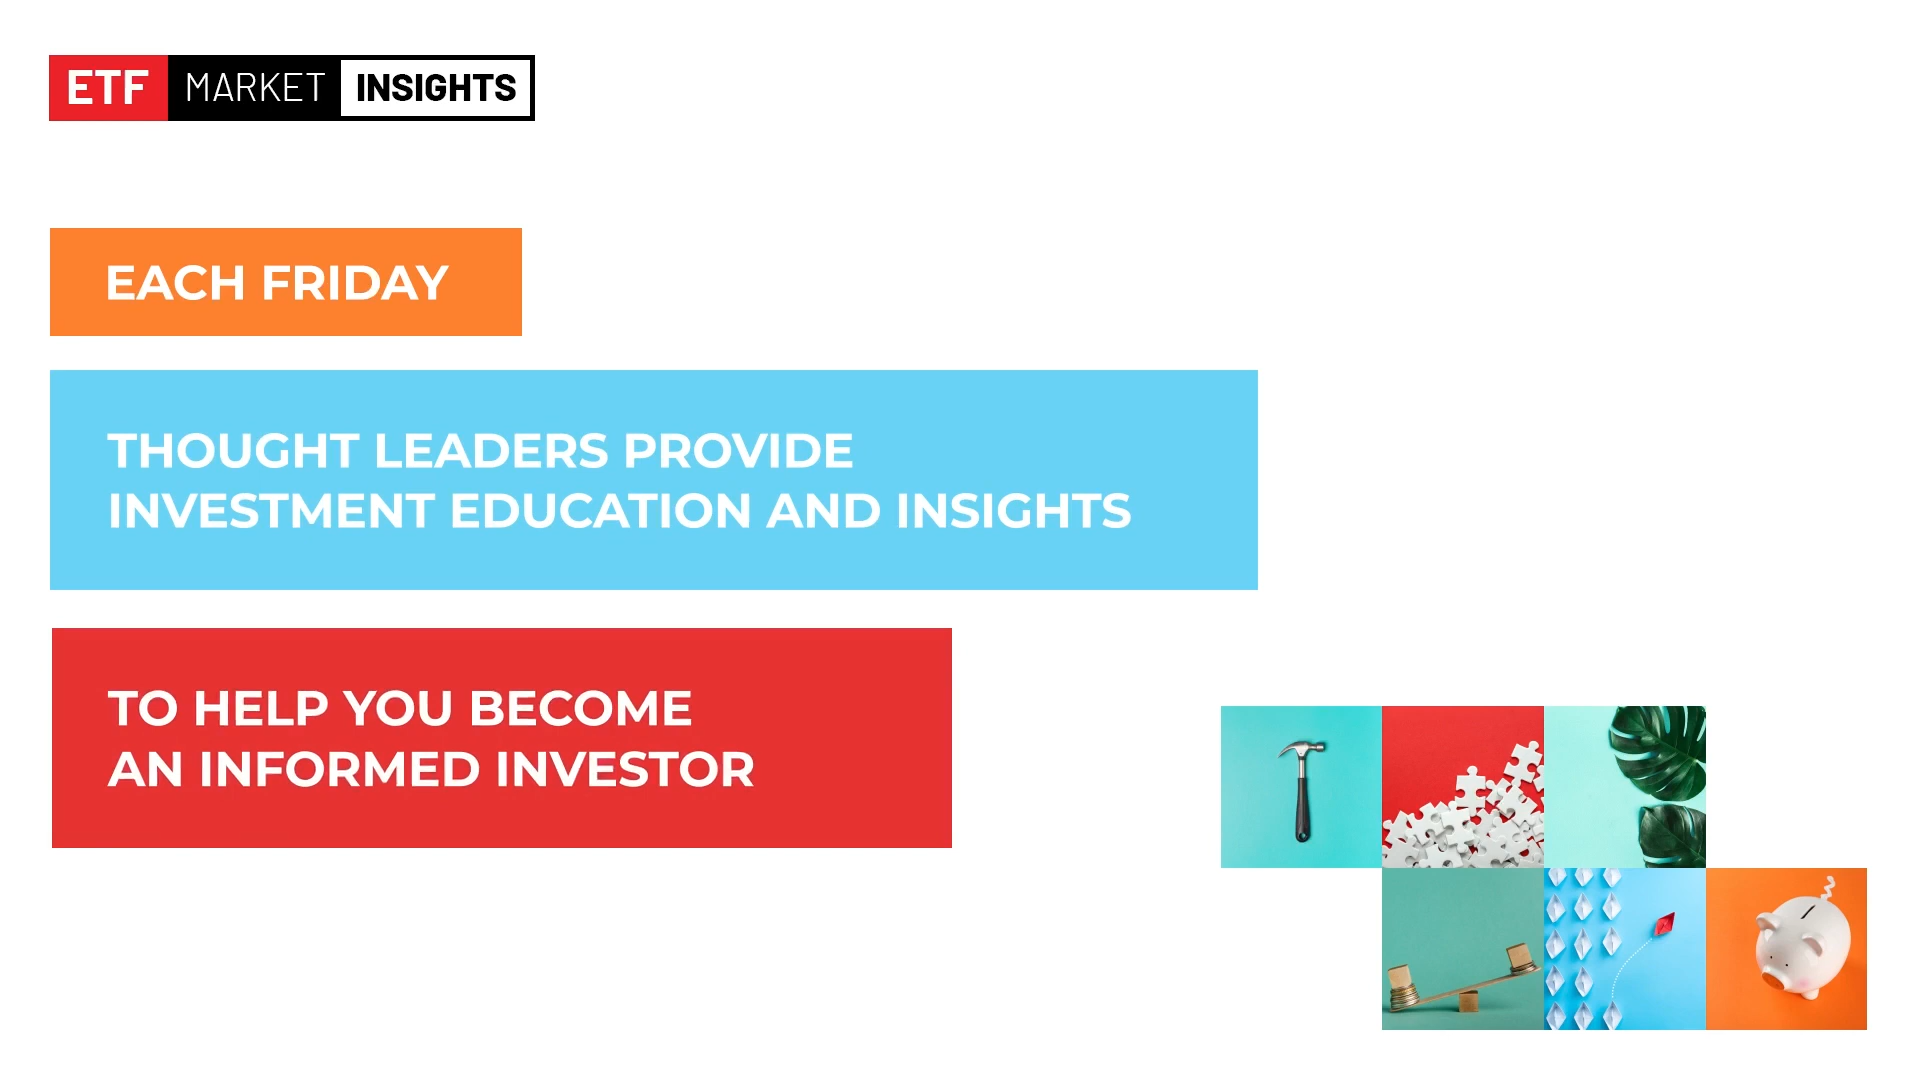 ETF MARKET INSIGHTS
EACH FRIDAY
THOUGHT LEADERS PROVIDE
INVESTMENT EDUCATION AND INSIGHTS
TO HELP YOU BECOME
AN INFORMED INVESTOR